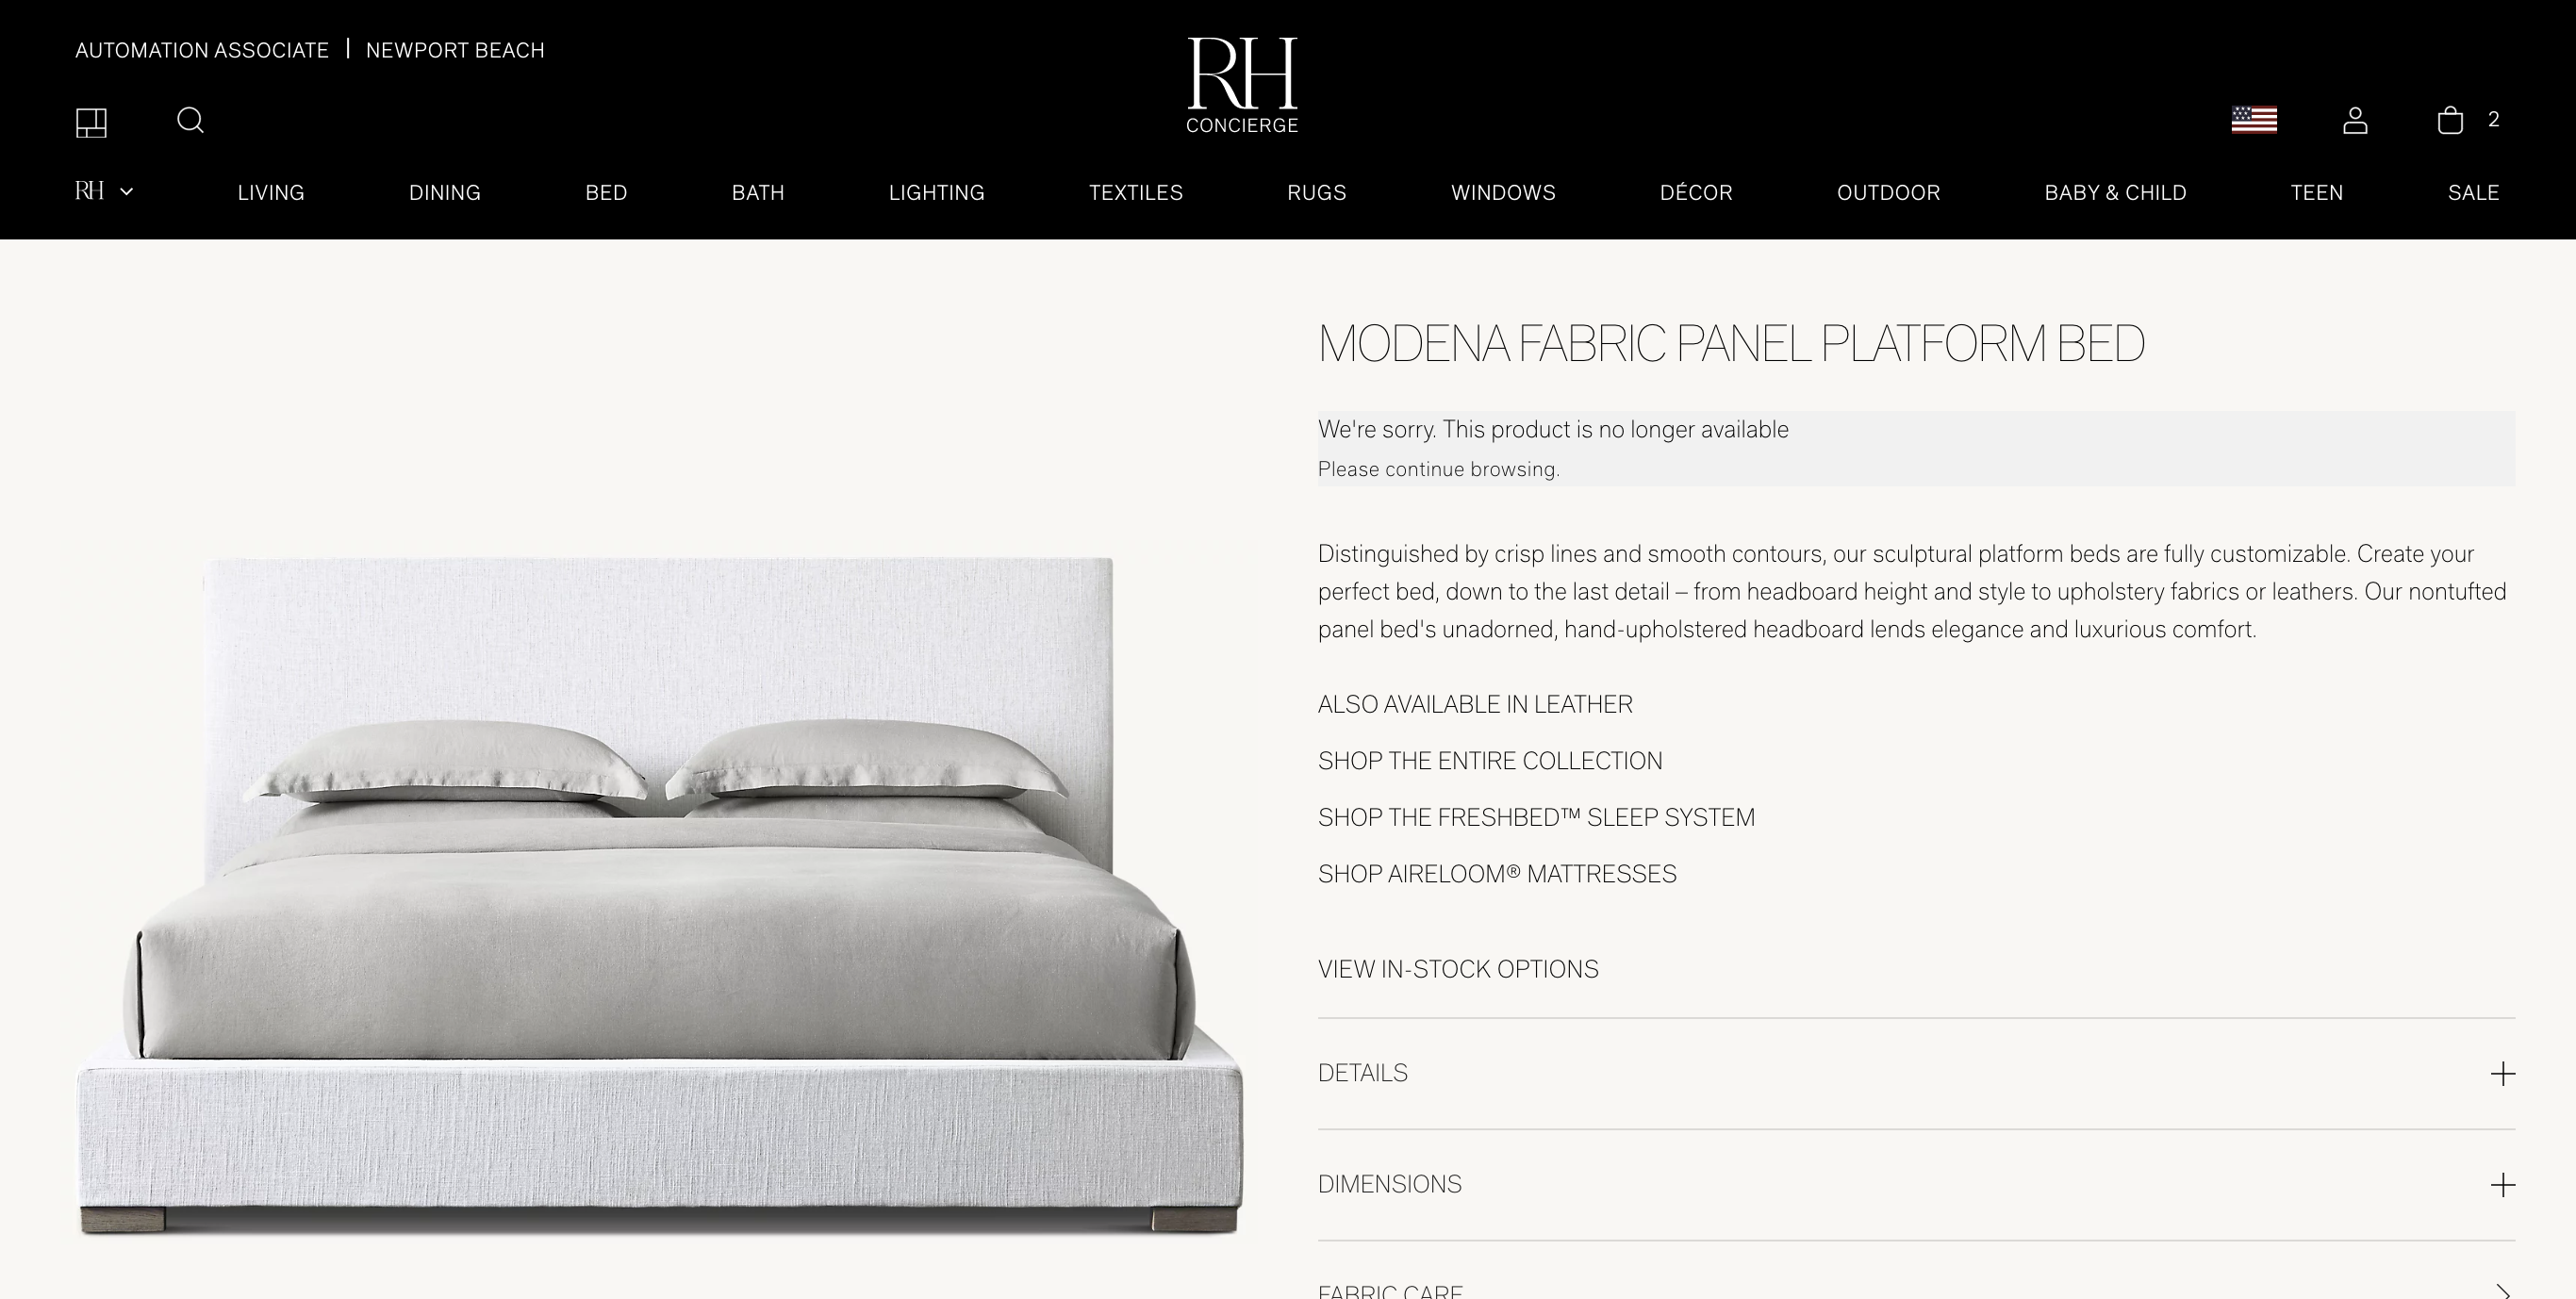 AUTOMATION ASSOCIATE | NEWPORT BEACH
RH
CONCIERGE
2
RH LIVING DINING BED BATH LIGHTING TEXTILES RUGS WINDOWS DÉCOR OUTDOOR BABY & CHILD TEEN SALE
MODENA FABRIC PANEL PLATFORM BED
We're sorry. This product is no longer available
Please continue browsing.
Distinguished by crisp lines and smooth contours, our sculptural platform beds are fully customizable. Create your
perfect bed, down to the last detail – from headboard height and style to upholstery fabrics or leathers. Our nontufted
panel bed's unadorned, hand-upholstered headboard lends elegance and luxurious comfort.
ALSO AVAILABLE IN LEATHER
SHOP THE ENTIRE COLLECTION
SHOP THE FRESHBED™ SLEEP SYSTEM
SHOP AIRELOOM® MATTRESSES
VIEW IN-STOCK OPTIONS
DETAILS
DIMENSIONS
FABRIC CARE